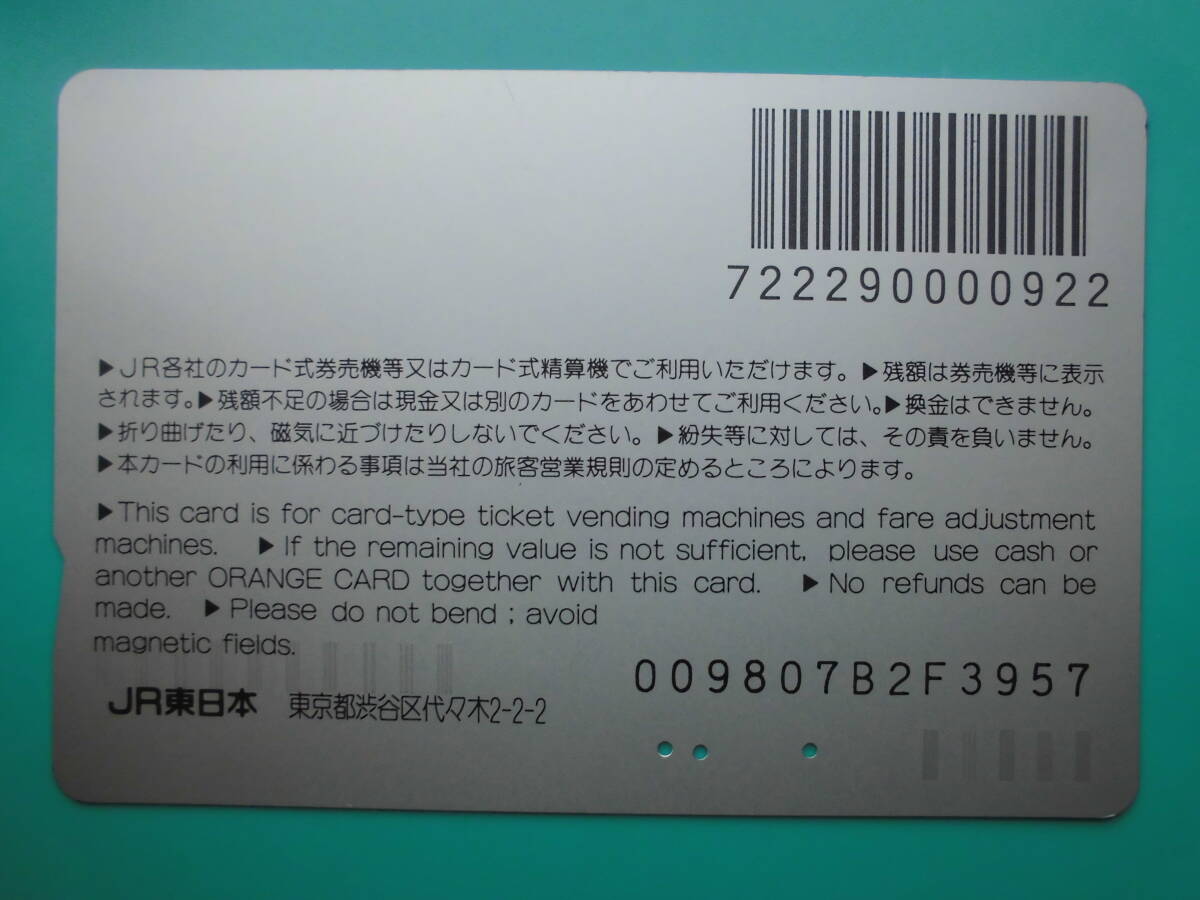 722290000922
▶JR各社のカード式券売機等又はカード式精算機でご利用いただけます。▶残額は券売機等に表示
されます。▶残額不足の場合は現金又は別のカードをあわせてご利用ください。▶換金はできません。
▶折り曲げたり、磁気に近づけたりしないでください。▶紛失等に対しては、その責を負いません。
▶本カードの利用に係わる事項は当社の旅客営業規則の定めるところによります。
▶This card is for card-type ticket vending machines and fare adjustment
machines. ▶If the remaining value is not sufficient, please use cash or
another ORANGE CARD together with this card. ▶No refunds can be
made. ▶Please do not bend; avoid
magnetic fields.
009807B2F3957
JR東日本 東京都渋谷区代々木2-2-2